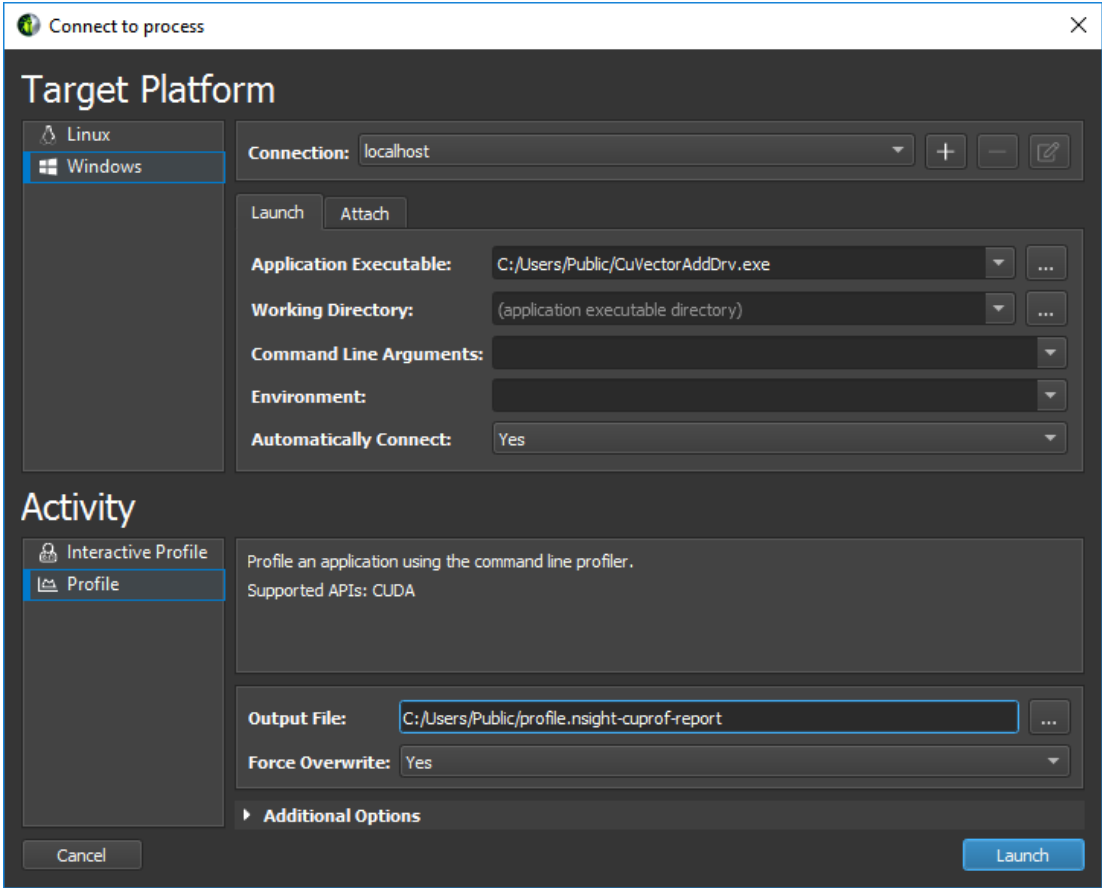 Connect to process
Target Platform
Linux
Windows
Connection: localhost
Launch Attach
Application Executable: C:/Users/Public/CuVectorAddDrv.exe ...
Working Directory: (application executable directory) ...
Command Line Arguments:
Environment:
Automatically Connect: Yes
Activity
Interactive Profile
Profile
Profile an application using the command line profiler.
Supported APIs: CUDA
Output File: C:/Users/Public/profile.nsight-cuprof-report ...
Force Overwrite: Yes
Additional Options
Cancel Launch